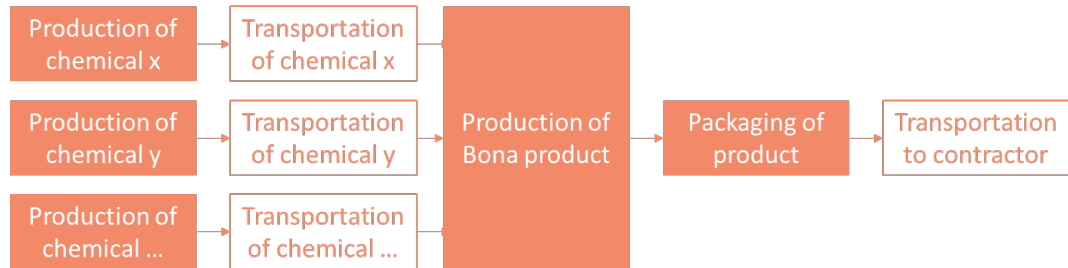 Production of
chemical x
Transportation
of chemical x
Production of
chemical y
Transportation
of chemical y
Production of
chemical ...
Transportation
of chemical ...
Production of
Bona product
Packaging of
product
Transportation
to contractor